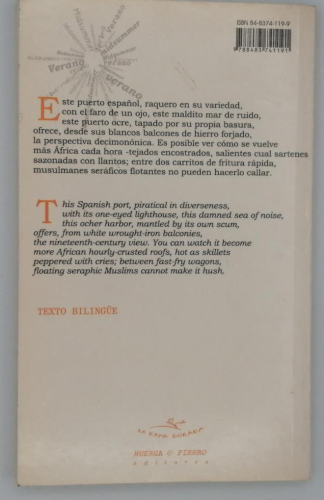 ISBN 84-8374-119-9
9 788483 741191
Verano
Midsummer
Verano
Verano
Este puerto español, raquero en su variedad,
con el faro de un ojo, este maldito mar de ruido,
este puerto ocre, tapado por su propia basura,
ofrece, desde sus blancos balcones de hierro forjado,
la perspectiva decimonónica. Es posible ver cómo se vuelve
más África cada hora -tejados encostrados, salientes cual sartenes
sazonadas con llantos; entre dos carritos de fritura rápida,
musulmanes seráficos flotantes no pueden hacerlo callar.
This Spanish port, piratical in diverseness,
with its one-eyed lighthouse, this damned sea of noise,
this ocher harbor, mantled by its own scum,
offers, from white wrought-iron balconies,
the nineteenth-century view. You can watch it become
more African hourly-crusted roofs, hot as skillets
peppered with cries; between fast-fry wagons,
floating seraphic Muslims cannot make it hush.
TEXTO BILINGÜE
HUERGA & FIERRO
editores